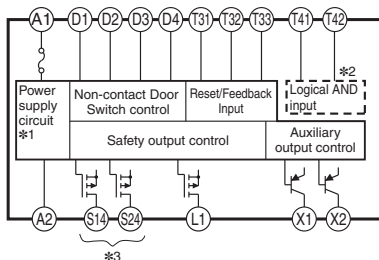 A1 D1 D2 D3 D4 T31 T32 T33 T41 T42
*2
Power supply circuit *1
Non-contact Door Switch control
Reset/Feedback Input
Logical AND input
Safety output control
Auxiliary output control
A2 S14 S24 L1 X1 X2
*3